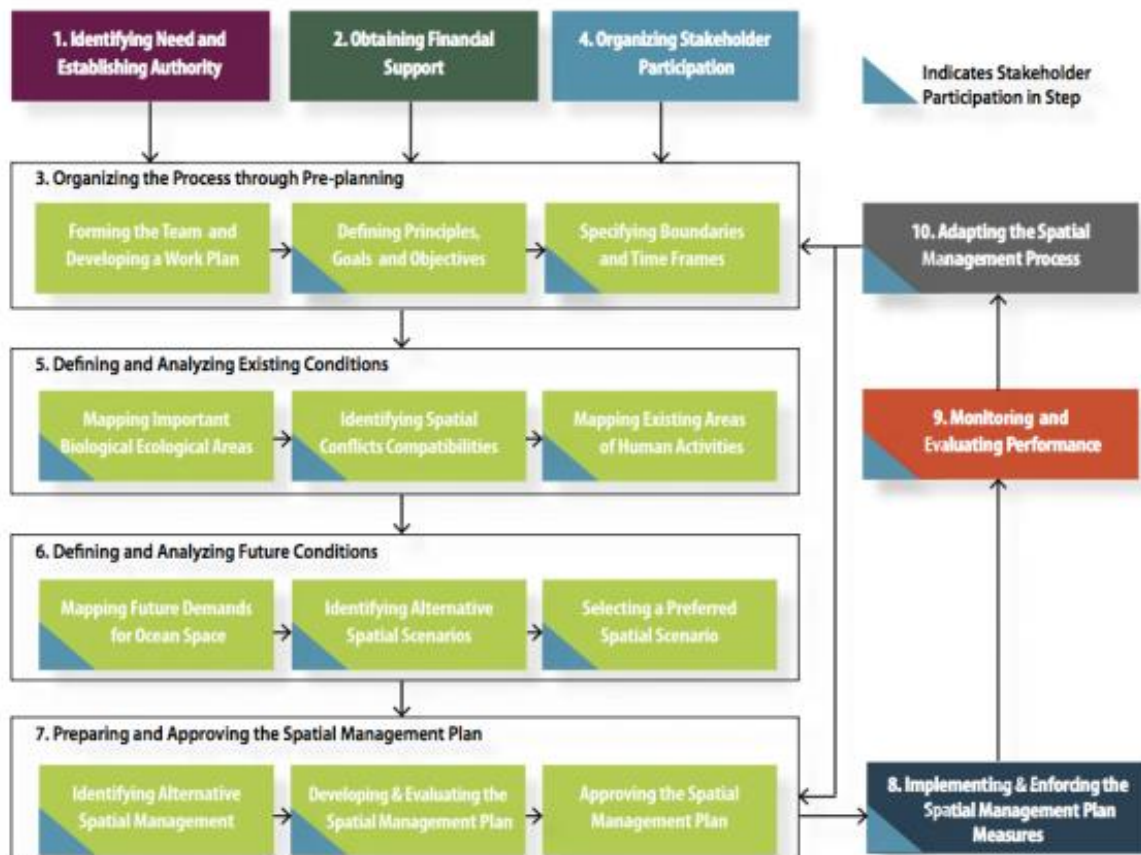 1. Identifying Need and
Establishing Authority
2. Obtaining Financial
Support
4. Organizing Stakeholder
Participation
Indicates Stakeholder
Participation in Step
3. Organizing the Process through Pre-planning
Forming the Team and
Developing a Work Plan
Defining Principles,
Goals and Objectives
Specifying Boundaries
and Time Frames
10. Adapting the Spatial
Management Process
5. Defining and Analyzing Existing Conditions
Mapping Important
Biological Ecological Areas
Identifying Spatial
Conflicts Compatibilities
Mapping Existing Areas
of Human Activities
9. Monitoring and
Evaluating Performance
6. Defining and Analyzing Future Conditions
Mapping Future Demands
for Ocean Space
Identifying Alternative
Spatial Scenarios
Selecting a Preferred
Spatial Scenario
7. Preparing and Approving the Spatial Management Plan
Identifying Alternative
Spatial Management
Developing & Evaluating the
Spatial Management Plan
Approving the Spatial
Management Plan
8. Implementing & Enforcing the
Spatial Management Plan
Measures